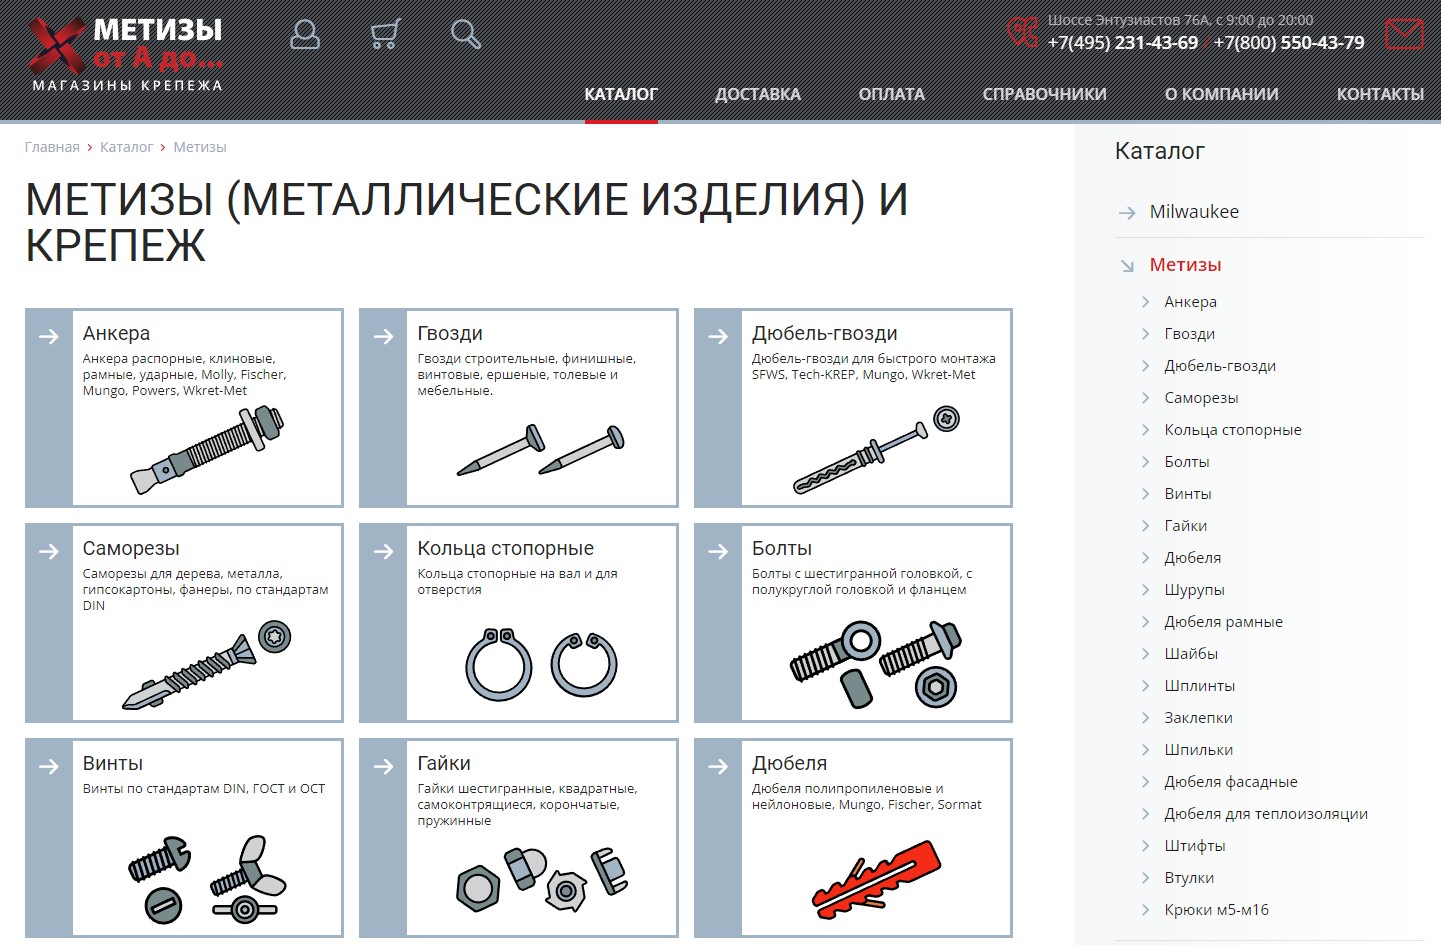 МЕТИЗЫ
от А до...
МАГАЗИНЫ КРЕПЕЖА
Шоссе Энтузиастов 76А, с 9:00 до 20:00
+7(495) 231-43-69 / +7(800) 550-43-79
КАТАЛОГ ДОСТАВКА ОПЛАТА СПРАВОЧНИКИ О КОМПАНИИ КОНТАКТЫ
Главная > Каталог > Метизы
МЕТИЗЫ (МЕТАЛЛИЧЕСКИЕ ИЗДЕЛИЯ) И
КРЕПЕЖ
Анкера
Анкера распорные, клиновые,
рамные, ударные, Molly, Fischer,
Mungo, Powers, Wkret-Met
Гвозди
Гвозди строительные, финишные,
винтовые, ершеные, толевые и
мебельные.
Дюбель-гвозди
Дюбель-гвозди для быстрого монтажа
SFWS, Tech-KREP, Mungo, Wkret-Met
Саморезы
Саморезы для дерева, металла,
гипсокартоны, фанеры, по стандартам
DIN
Кольца стопорные
Кольца стопорные на вал и для
отверстия
Болты
Болты с шестигранной головкой, с
полукруглой головкой и фланцем
Винты
Винты по стандартам DIN, ГОСТ и ОСТ
Гайки
Гайки шестигранные, квадратные,
самоконтрящиеся, корончатые,
пружинные
Дюбеля
Дюбеля полипропиленовые и
нейлоновые, Mungo, Fischer, Sormat
Каталог
Milwaukee
Метизы
Анкера
Гвозди
Дюбель-гвозди
Саморезы
Кольца стопорные
Болты
Винты
Гайки
Дюбеля
Шурупы
Дюбеля рамные
Шайбы
Шплинты
Заклепки
Шпильки
Дюбеля фасадные
Дюбеля для теплоизоляции
Штифты
Втулки
Крюки м5-м16